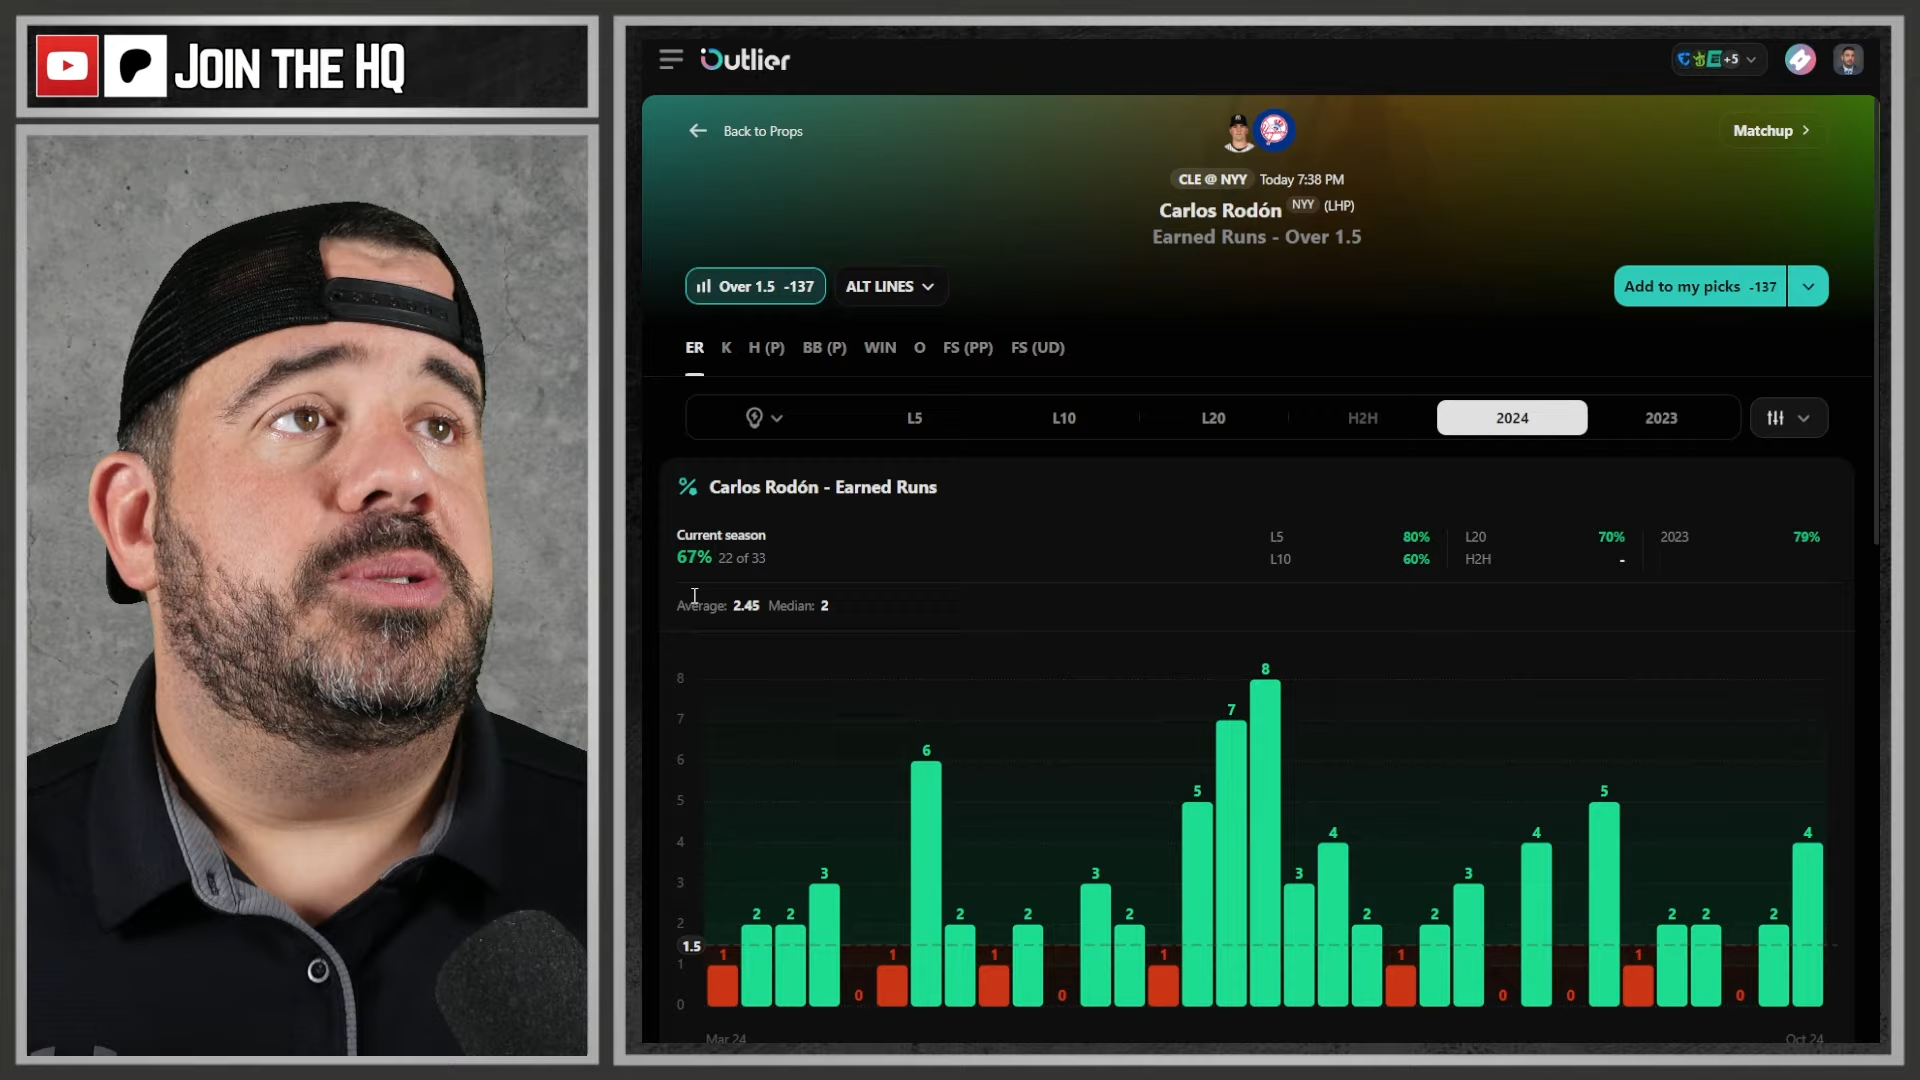 JOIN THE HQ
Outlier
+5
Back to Props
Matchup
CLE @ NYY Today 7:38 PM
Carlos Rodón NYY (LHP)
Earned Runs - Over 1.5
Over 1.5 -137
ALT LINES
Add to my picks -137
ER K H (P) BB (P) WIN O FS (PP) FS (UD)
L5 L10 L20 H2H 2024 2023
% Carlos Rodón - Earned Runs
Current season
67% 22 of 33
L5 80% L20 70% 2023 79%
L10 60% H2H -
Average: 2.45 Median: 2
8
7
6
5
4
3
2
1.5
1
0
1 2 2 3 0 1 6 2 1 2 0 3 2 1 5 7 8 3 4 2 1 2 3 0 4 0 5 1 2 2 0 2 4
Mar 24 Oct 24